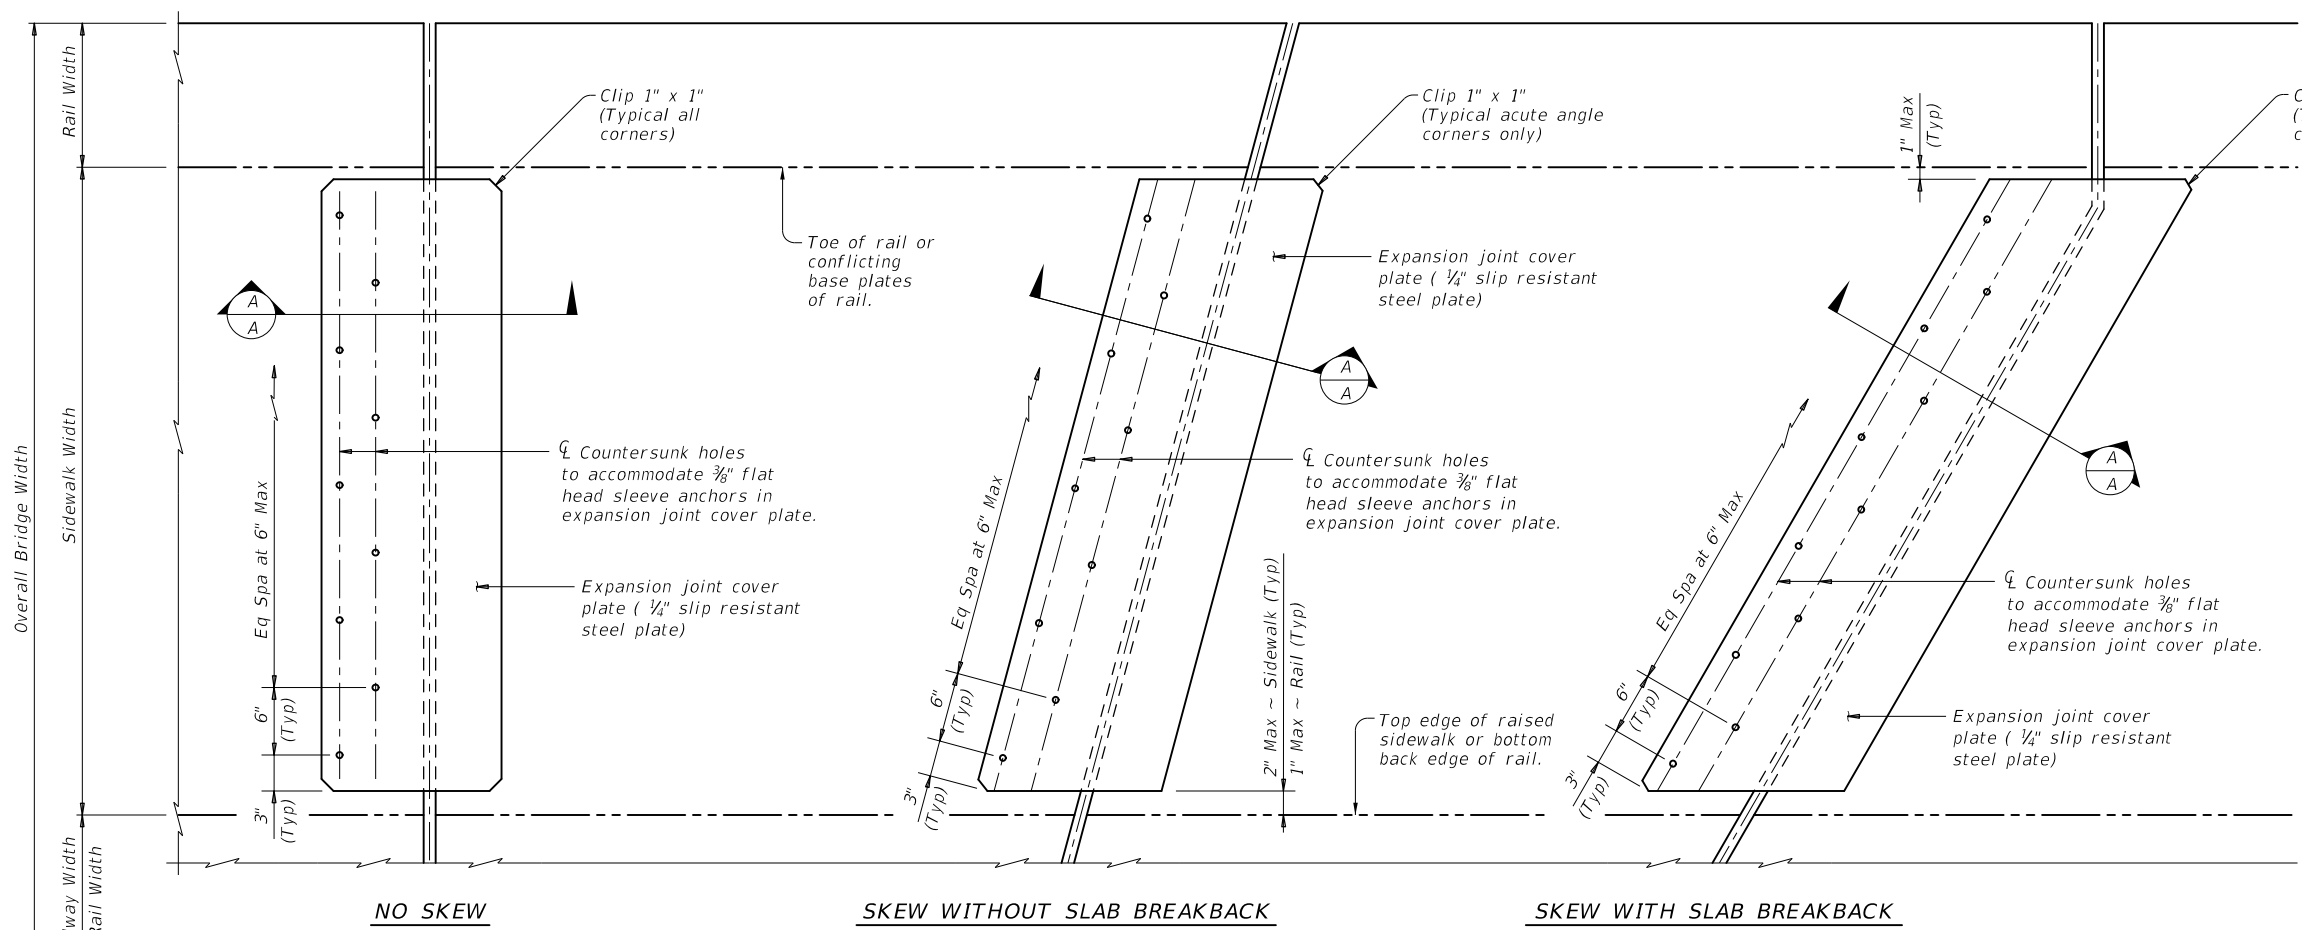 Overall Bridge Width
Rail Width
Sidewalk Width
Rail Width
Clip 1" x 1"
(Typical all
corners)
A
A
Eq Spa at 6" Max
6"
(Typ)
3"
(Typ)
℄ Countersunk holes
to accommodate ⅜" flat
head sleeve anchors in
expansion joint cover plate.
Expansion joint cover
plate ( ¼" slip resistant
steel plate)
NO SKEW
Toe of rail or
conflicting
base plates
of rail.
Clip 1" x 1"
(Typical acute angle
corners only)
Expansion joint cover
plate ( ¼" slip resistant
steel plate)
A
A
Eq Spa at 6" Max
6"
(Typ)
3"
(Typ)
℄ Countersunk holes
to accommodate ⅜" flat
head sleeve anchors in
expansion joint cover plate.
2" Max ~ Sidewalk (Typ)
1" Max ~ Rail (Typ)
Top edge of raised
sidewalk or bottom
back edge of rail.
SKEW WITHOUT SLAB BREAKBACK
1" Max
(Typ)
A
A
Eq Spa at 6" Max
6"
(Typ)
3"
(Typ)
℄ Countersunk holes
to accommodate ⅜" flat
head sleeve anchors in
expansion joint cover plate.
Expansion joint cover
plate ( ¼" slip resistant
steel plate)
SKEW WITH SLAB BREAKBACK